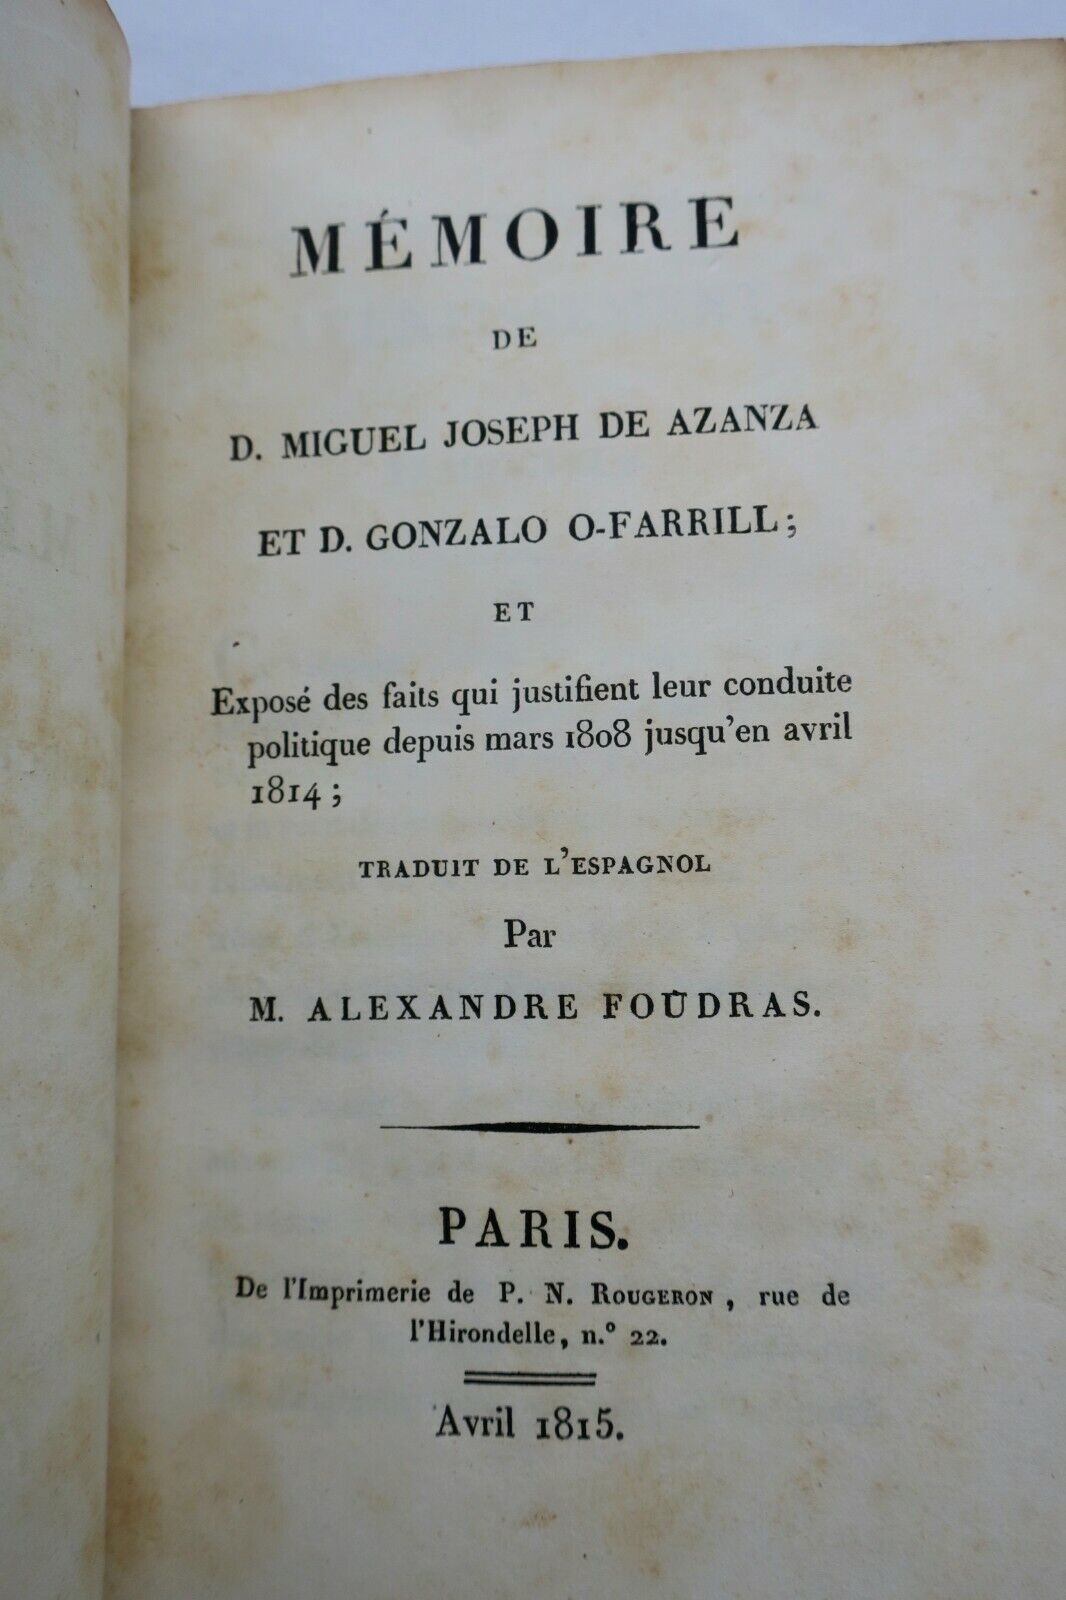 MÉMOIRE
DE
D. MIGUEL JOSEPH DE AZANZA
ET D. GONZALO O-FARRILL;
ET
Exposé des faits qui justifient leur conduite
politique depuis mars 1808 jusqu'en avril
1814;
TRADUIT DE L'ESPAGNOL
Par
M. ALEXANDRE FOUDRAS.
PARIS.
De l'Imprimerie de P. N. ROUGERON, rue de
l'Hirondelle, n.° 22.
Avril 1815.